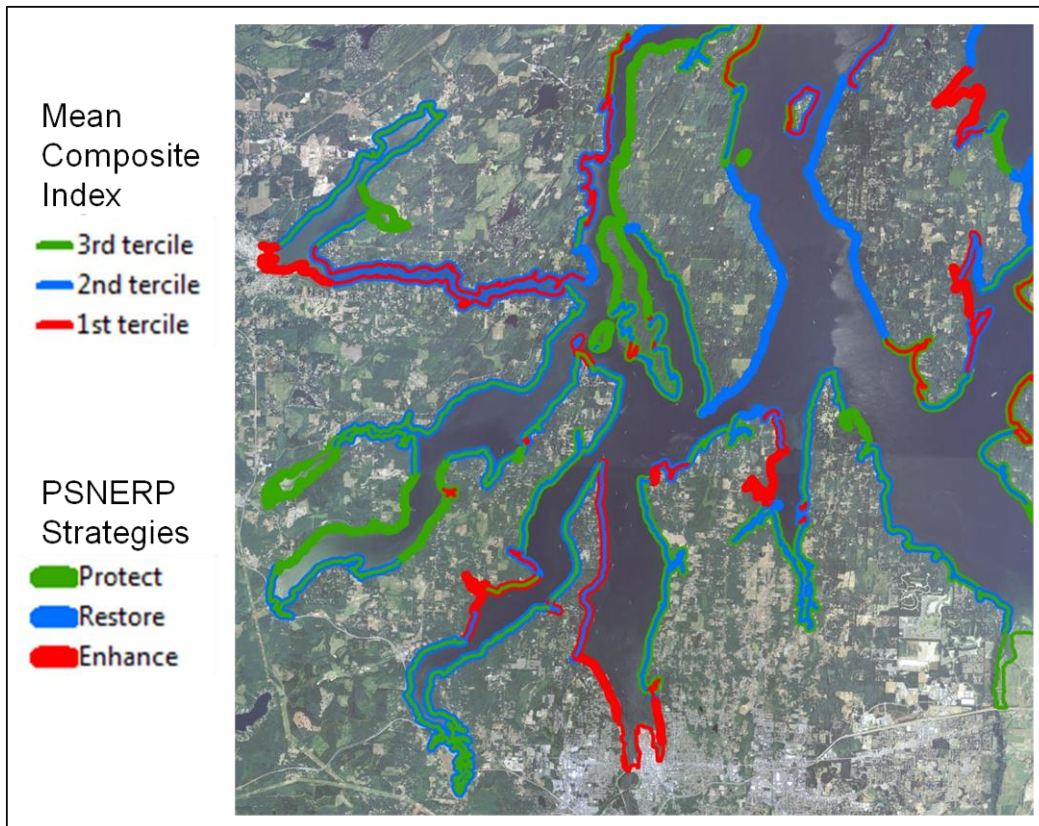 Mean
Composite
Index
3rd tercile
2nd tercile
1st tercile
PSNERP
Strategies
Protect
Restore
Enhance